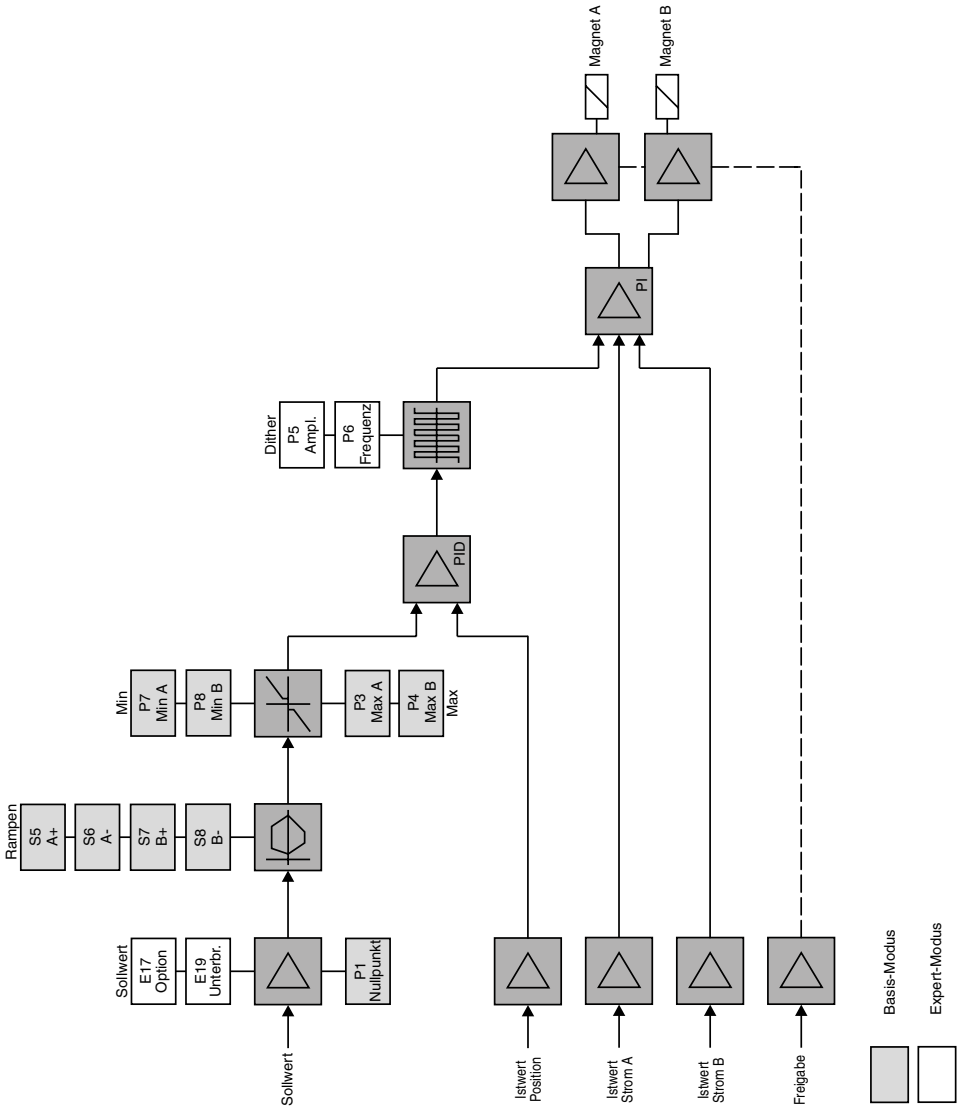 Sollwert
Sollwert
E17
Option
E19
Unterbr.
P1
Nullpunkt
Rampen
S5
A+
S6
A-
S7
B+
S8
B-
Min
P7
Min A
P8
Min B
P3
Max A
P4
Max B
Max
PID
Dither
P5
Ampl.
P6
Frequenz
PI
Magnet A
Magnet B
Istwert
Position
Istwert
Strom A
Istwert
Strom B
Freigabe
Basis-Modus
Expert-Modus